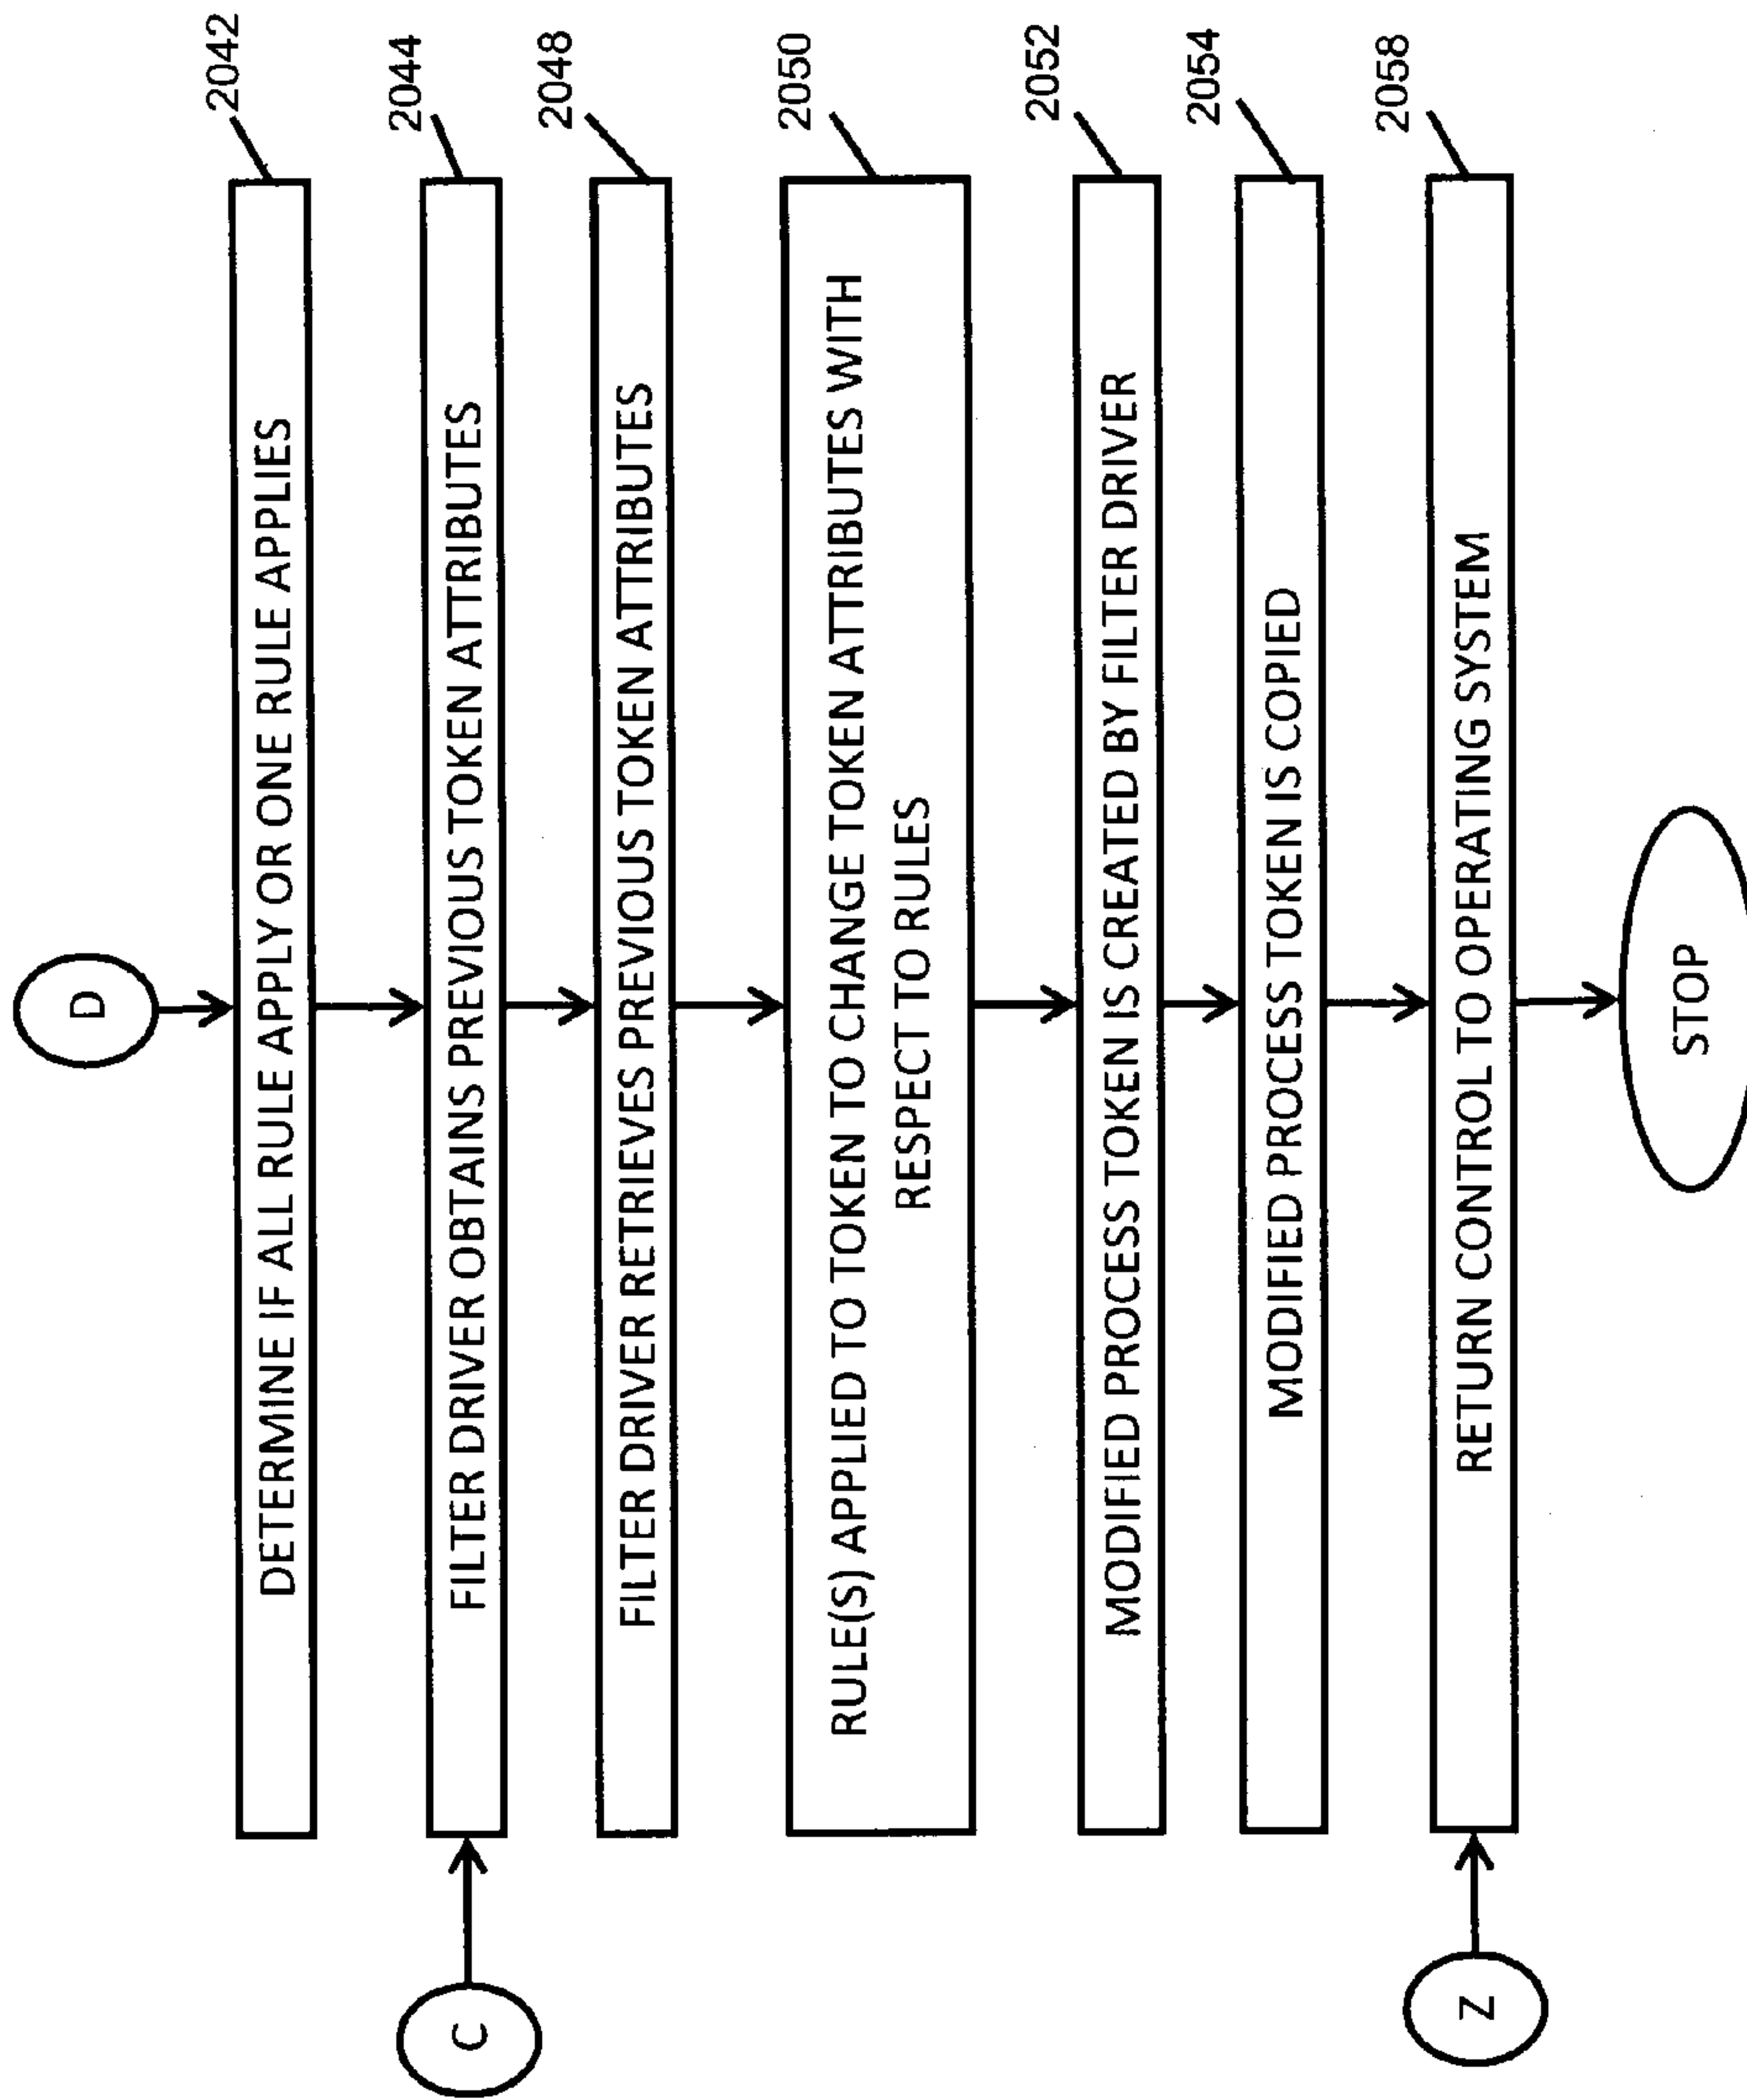 D
DETERMINE IF ALL RULE APPLY OR ONE RULE APPLIES
2042
C
FILTER DRIVER OBTAINS PREVIOUS TOKEN ATTRIBUTES
2044
FILTER DRIVER RETRIEVES PREVIOUS TOKEN ATTRIBUTES
2048
RULE(S) APPLIED TO TOKEN TO CHANGE TOKEN ATTRIBUTES WITH
RESPECT TO RULES
2050
MODIFIED PROCESS TOKEN IS CREATED BY FILTER DRIVER
2052
MODIFIED PROCESS TOKEN IS COPIED
2054
Z
RETURN CONTROL TO OPERATING SYSTEM
2058
STOP